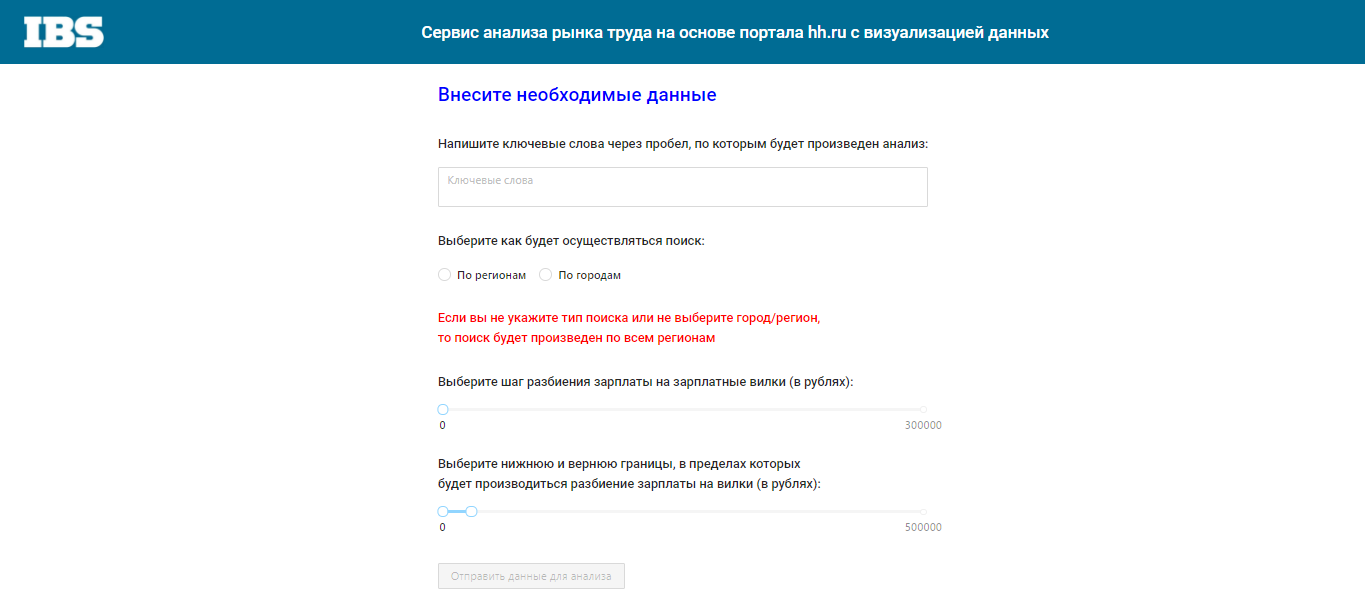 IBS
Сервис анализа рынка труда на основе портала hh.ru с визуализацией данных
Внесите необходимые данные
Напишите ключевые слова через пробел, по которым будет произведен анализ:
Ключевые слова
Выберите как будет осуществляться поиск:
По регионам По городам
Если вы не укажите тип поиска или не выберите город/регион,
то поиск будет произведен по всем регионам
Выберите шаг разбиения зарплаты на зарплатные вилки (в рублях):
0 300000
Выберите нижнюю и вернюю границы, в пределах которых
будет производиться разбиение зарплаты на вилки (в рублях):
0 500000
Отправить данные для анализа